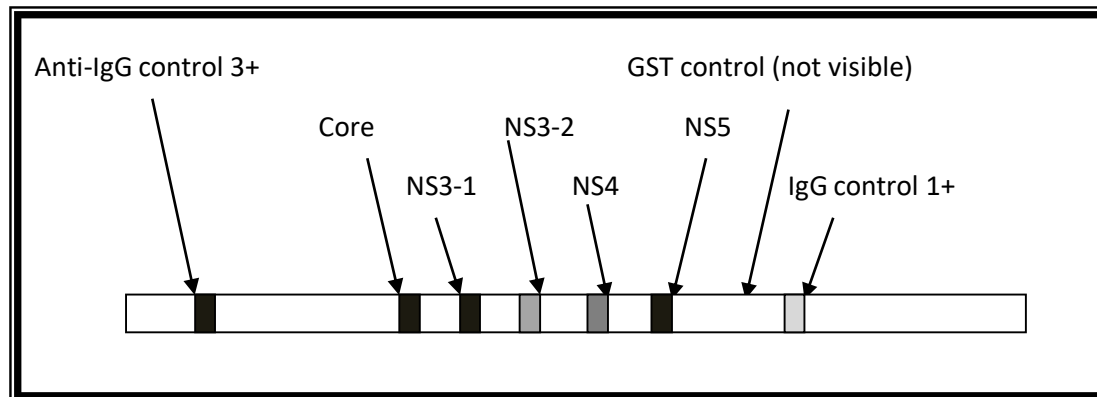 Anti-IgG control 3+
GST control (not visible)
Core
NS3-2
NS5
NS3-1
NS4
IgG control 1+